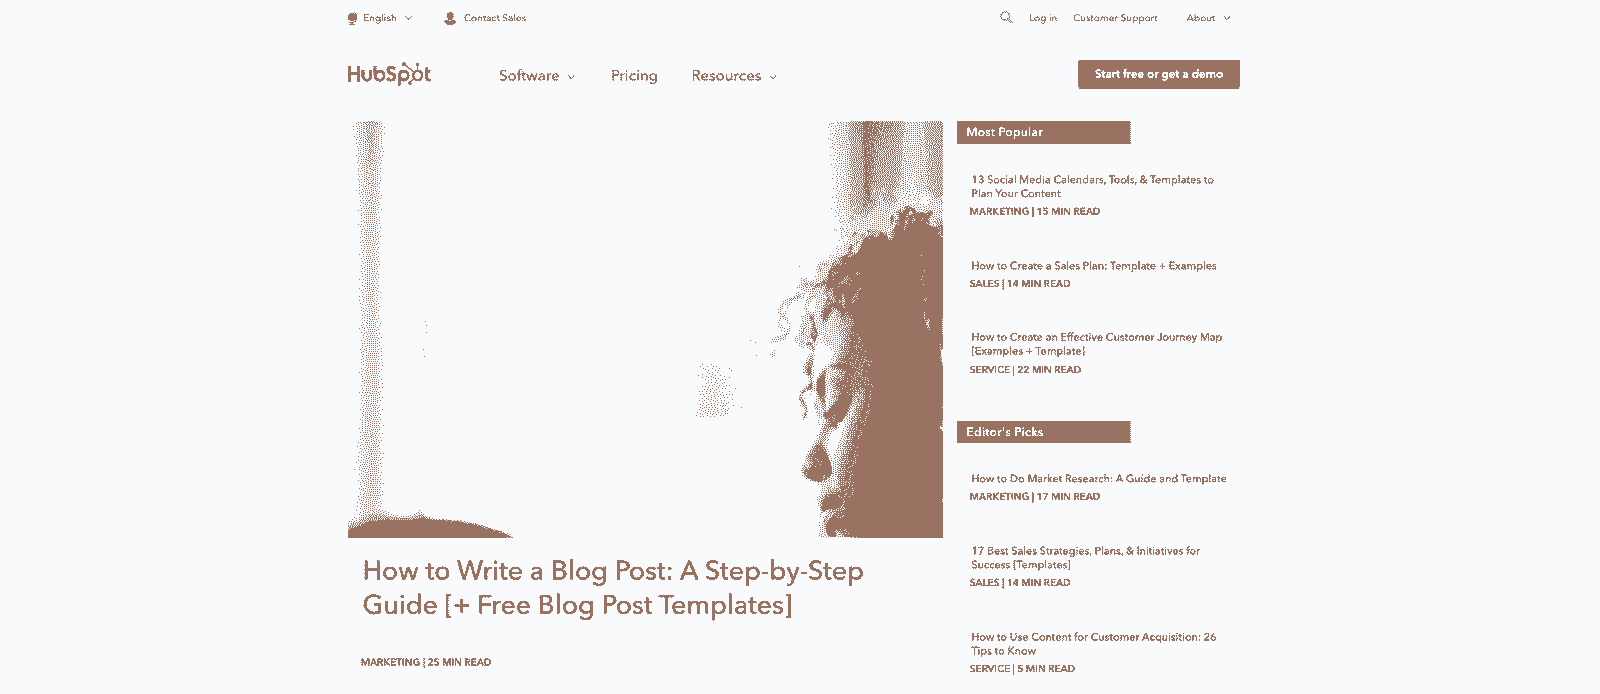 English
Contact Sales
Log in
Customer Support
About
HubSpot
Software
Pricing
Resources
Start free or get a demo
How to Write a Blog Post: A Step-by-Step
Guide [+ Free Blog Post Templates]
MARKETING | 25 MIN READ
Most Popular
13 Social Media Calendars, Tools, & Templates to
Plan Your Content
MARKETING | 15 MIN READ
How to Create a Sales Plan: Template + Examples
SALES | 14 MIN READ
How to Create an Effective Customer Journey Map
[Examples + Template]
SERVICE | 22 MIN READ
Editor's Picks
How to Do Market Research: A Guide and Template
MARKETING | 17 MIN READ
17 Best Sales Strategies, Plans, & Initiatives for
Success [Templates]
SALES | 14 MIN READ
How to Use Content for Customer Acquisition: 26
Tips to Know
SERVICE | 5 MIN READ